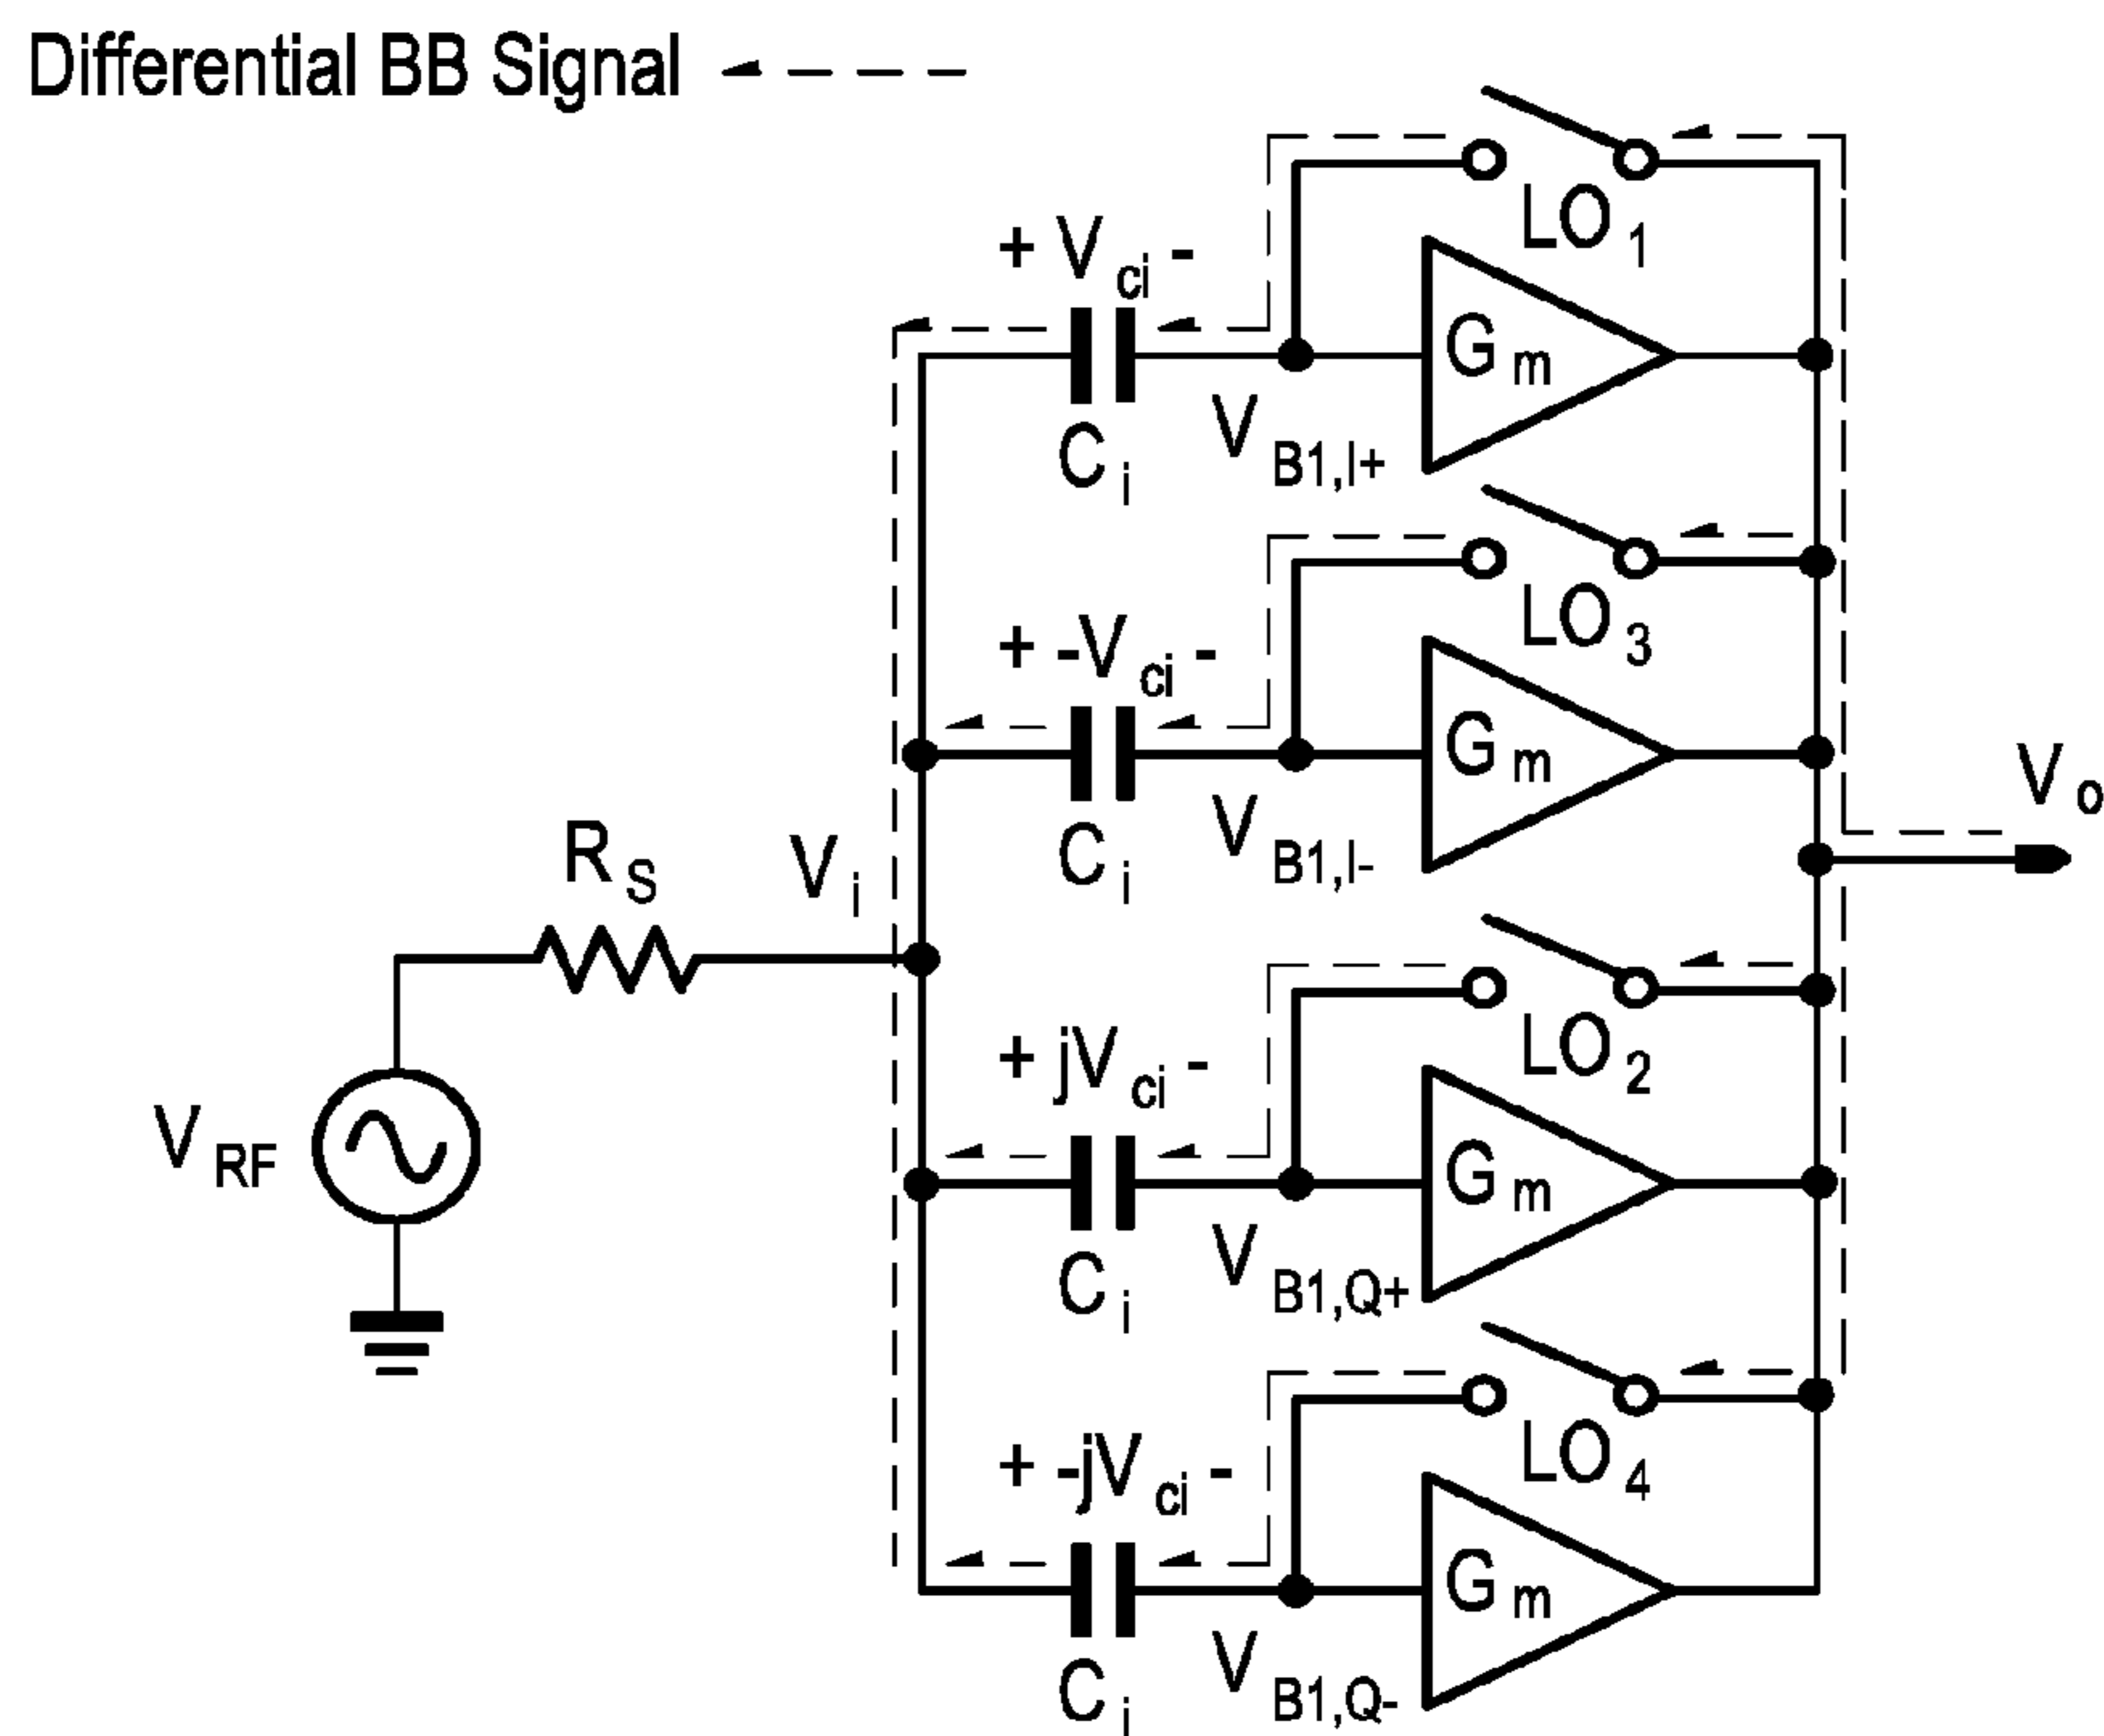 Differential BB Signal
LO 1
+ V ci -
G m
C i
V B1,I+
LO 3
+ -V ci -
G m
C i
V B1,I-
V o
R S
V i
LO 2
+ jV ci -
G m
C i
V B1,Q+
V RF
LO 4
+ -jV ci -
G m
C i
V B1,Q-